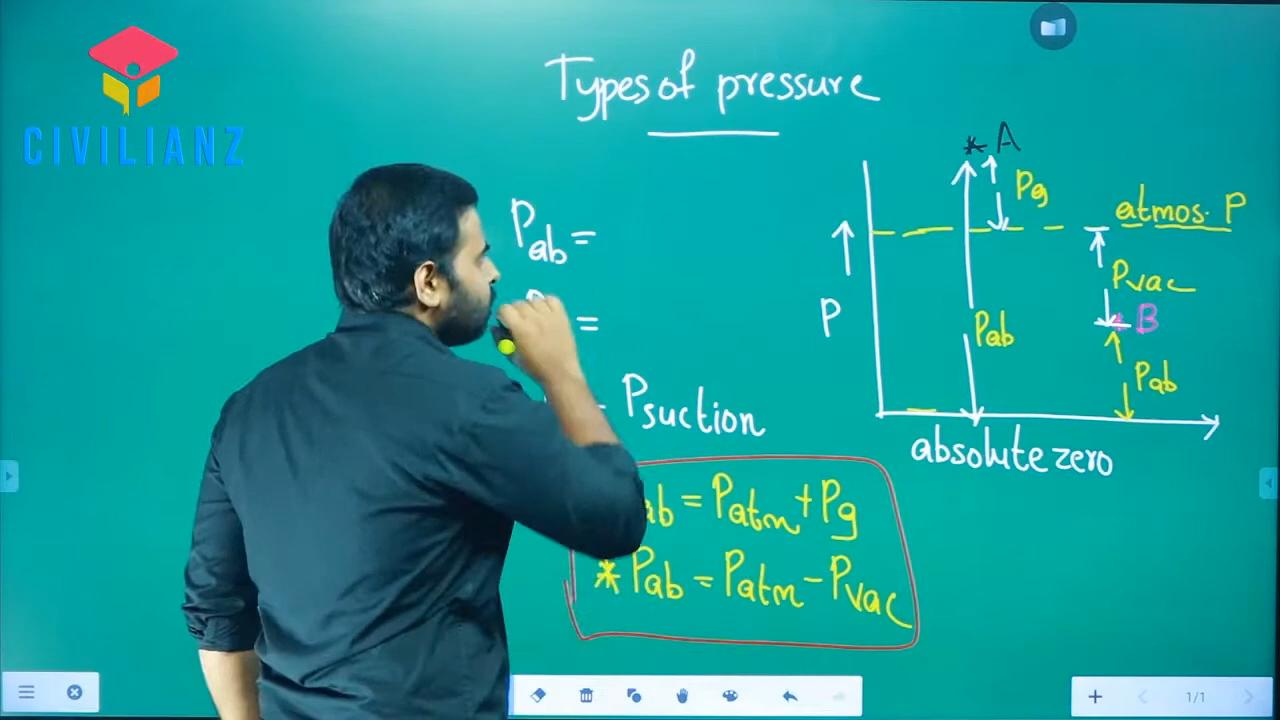 CIVILIANZ
Types of pressure
Pab =
=
Psuction
ab = Patm + Pg
* Pab = Patm - Pvac
* A
Pg
atmos. P
Pvac
* B
P
Pab
Pab
absolute zero
1/1